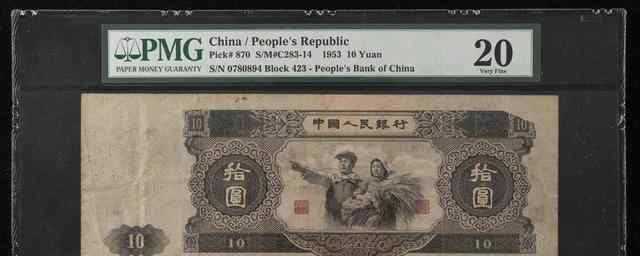 PMG
PAPER MONEY GUARANTY
China / People's Republic
Pick# 870 S/M#C283-14 1953 10 Yuan
S/N 0780894 Block 423 - People's Bank of China
20
Very Fine
10 中國人民銀行 10
拾圓 拾圓
10 10 10